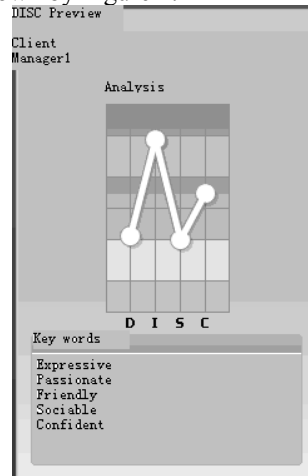 DISC Preview
Client
Manager1
Analysis
D I S C
Key words
Expressive
Passionate
Friendly
Sociable
Confident